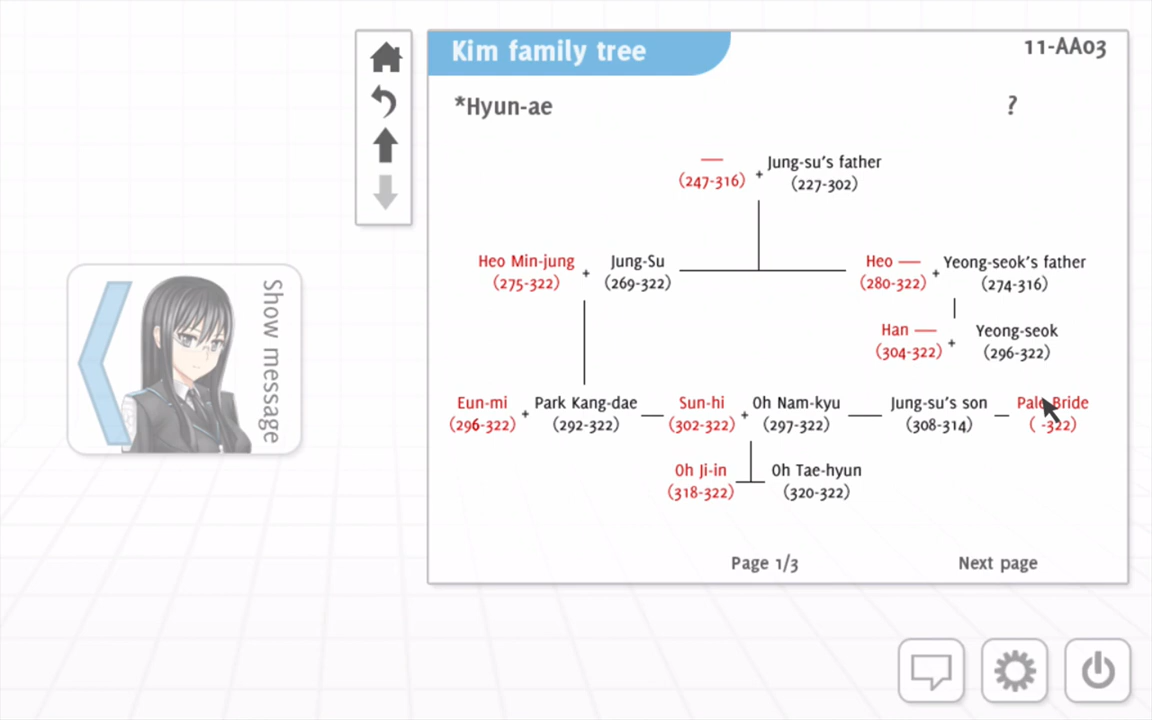 Kim family tree
11-AA03
*Hyun-ae
?
— + Jung-su's father
(247-316) (227-302)
Heo Min-jung + Jung-Su
(275-322) (269-322)
Heo — + Yeong-seok's father
(280-322) (274-316)
Han — + Yeong-seok
(304-322) (296-322)
Eun-mi + Park Kang-dae — Sun-hi + Oh Nam-kyu — Jung-su's son — Pale Bride
(296-322) (292-322) (302-322) (297-322) (308-314) ( -322)
Oh Ji-in Oh Tae-hyun
(318-322) (320-322)
Page 1/3
Next page
Show message